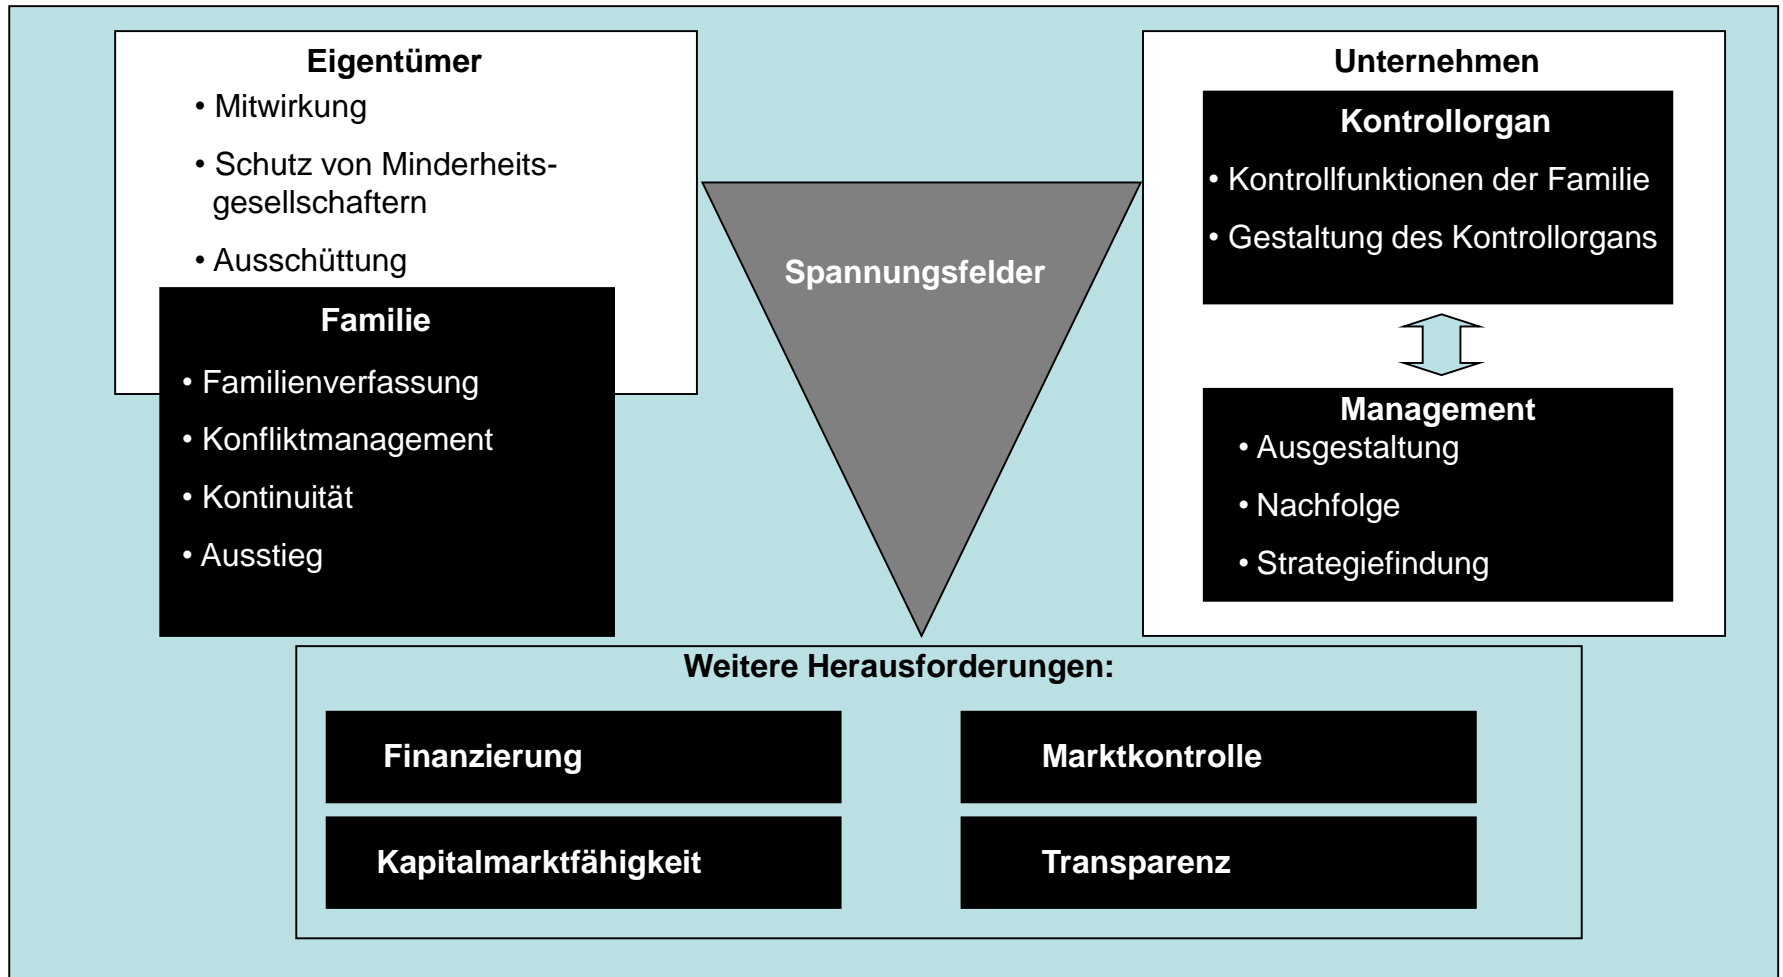 Eigentümer
• Mitwirkung
• Schutz von Minderheits-
gesellschaftern
• Ausschüttung
Familie
• Familienverfassung
• Konfliktmanagement
• Kontinuität
• Ausstieg
Spannungsfelder
Unternehmen
Kontrollorgan
• Kontrollfunktionen der Familie
• Gestaltung des Kontrollorgans
Management
• Ausgestaltung
• Nachfolge
• Strategiefindung
Weitere Herausforderungen:
Finanzierung
Marktkontrolle
Kapitalmarktfähigkeit
Transparenz